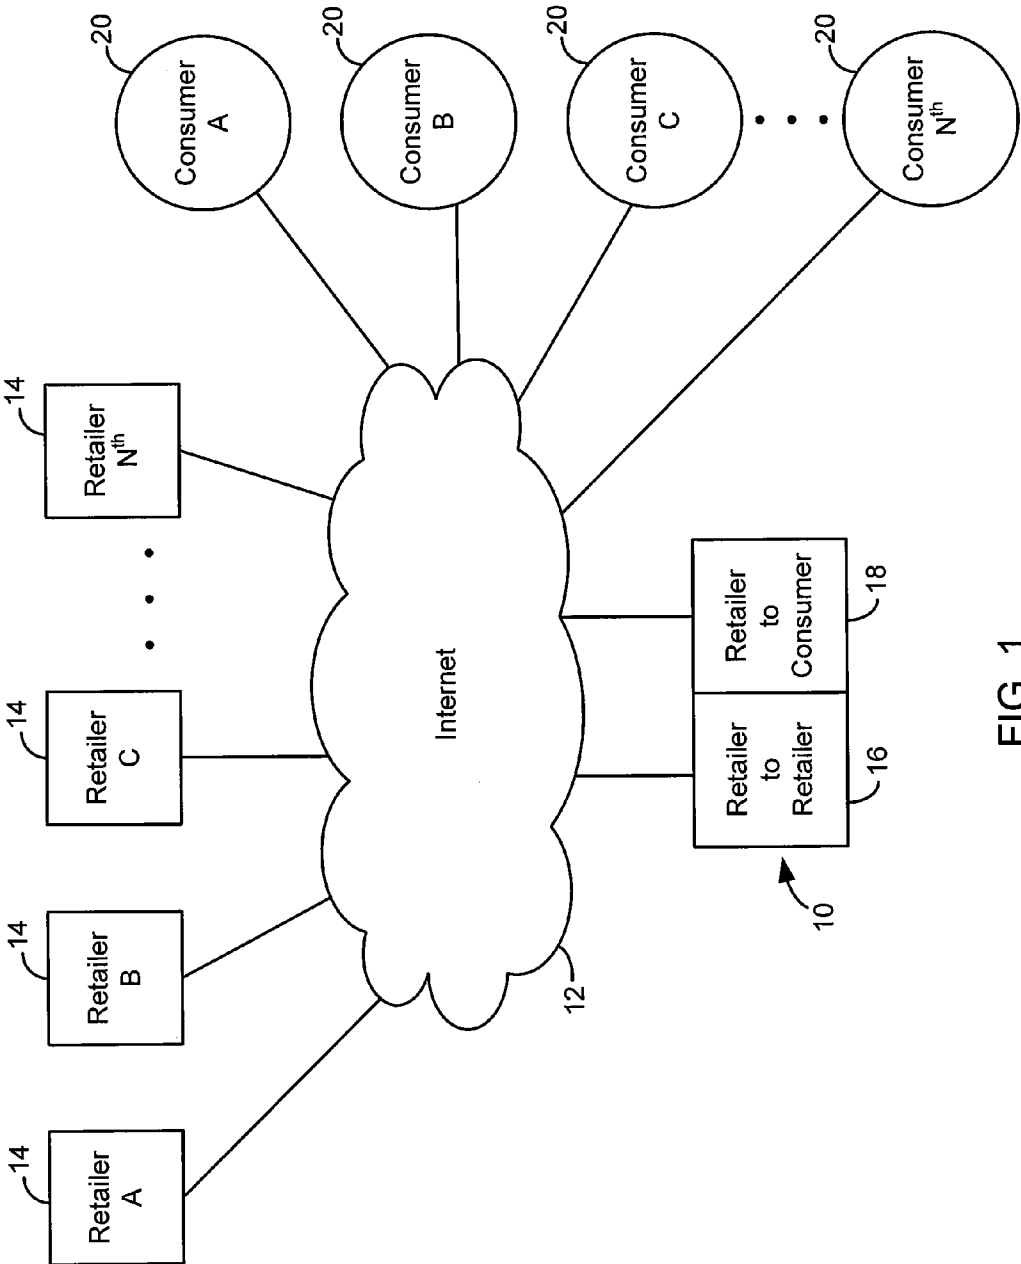 14
Retailer
A
14
Retailer
B
14
Retailer
C
14
Retailer
Nth
20
Consumer
A
20
Consumer
B
Internet
12
20
Consumer
C
10
Retailer
to
Retailer
16
Retailer
to
Consumer
18
20
Consumer
Nth
FIG. 1